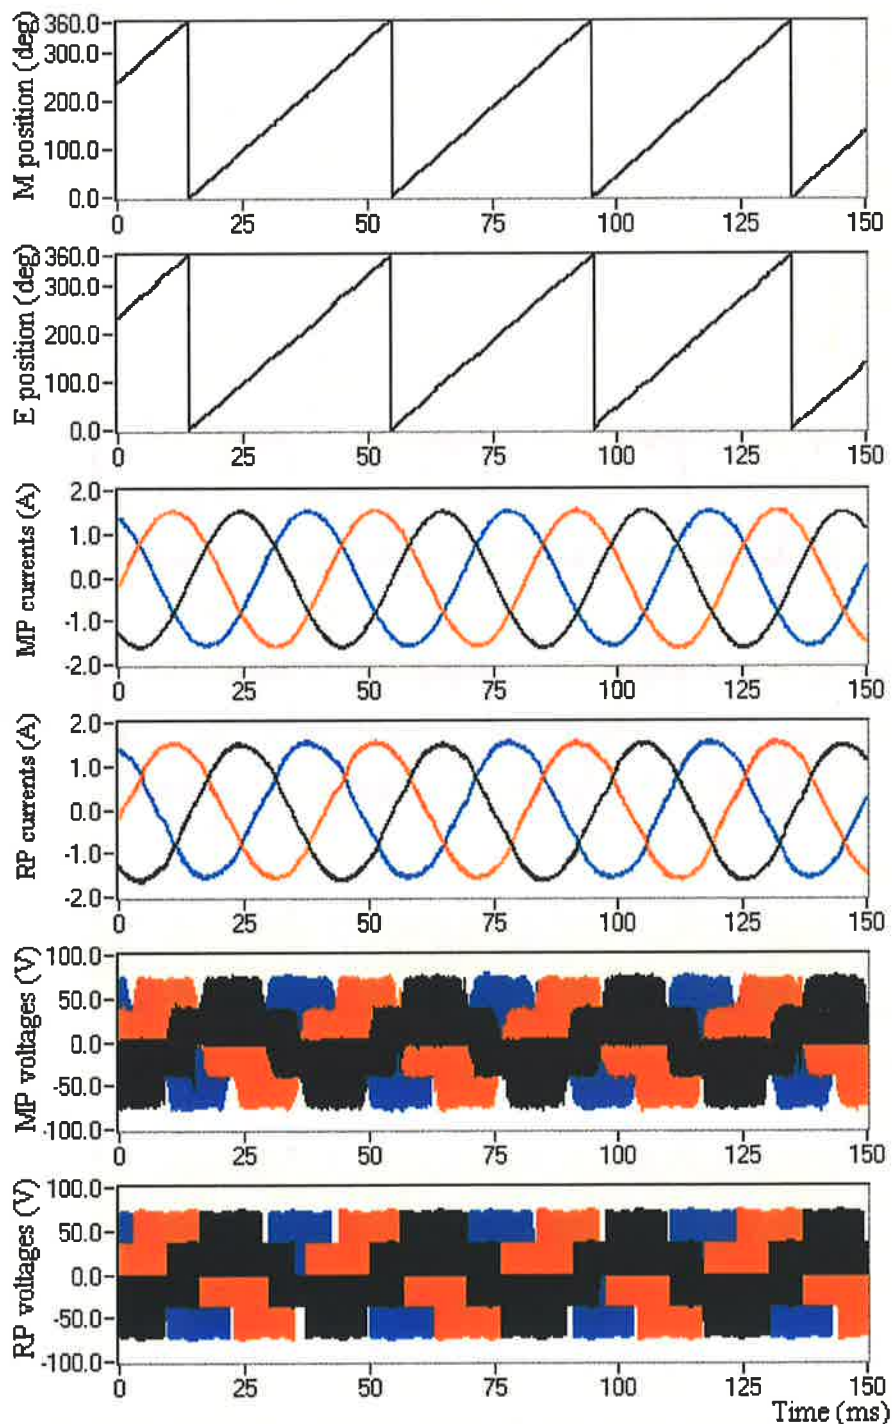 M position (deg)
360.0
300.0
200.0
100.0
0.0
0 25 50 75 100 125 150
E position (deg)
360.0
300.0
200.0
100.0
0.0
0 25 50 75 100 125 150
MP currents (A)
2.0
1.0
0.0
-1.0
-2.0
0 25 50 75 100 125 150
RP currents (A)
2.0
1.0
0.0
-1.0
-2.0
0 25 50 75 100 125 150
MP voltages (V)
100.0
50.0
0.0
-50.0
-100.0
0 25 50 75 100 125 150
RP voltages (V)
100.0
50.0
0.0
-50.0
-100.0
0 25 50 75 100 125 150
Time (ms)